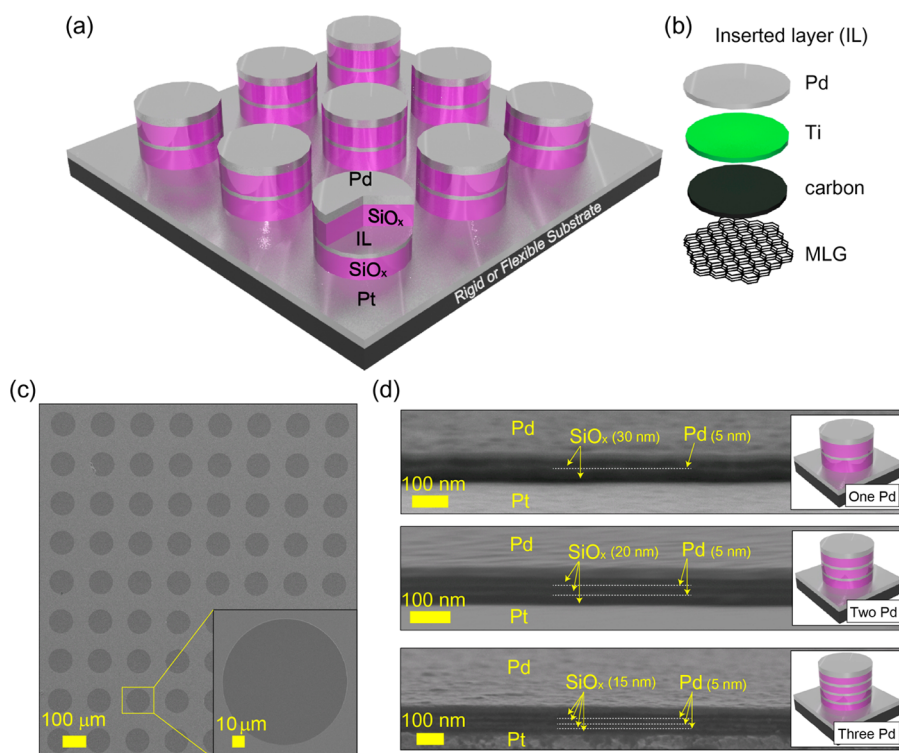 (a)
Pd
SiOₓ
IL
SiOₓ
Pt
Rigid or Flexible Substrate
(b)
Inserted layer (IL)
Pd
Ti
carbon
MLG
(c)
100 μm
10 μm
(d)
Pd
SiOₓ (30 nm)
Pd (5 nm)
100 nm
Pt
One Pd
Pd
SiOₓ (20 nm)
Pd (5 nm)
100 nm
Pt
Two Pd
Pd
SiOₓ (15 nm)
Pd (5 nm)
100 nm
Pt
Three Pd